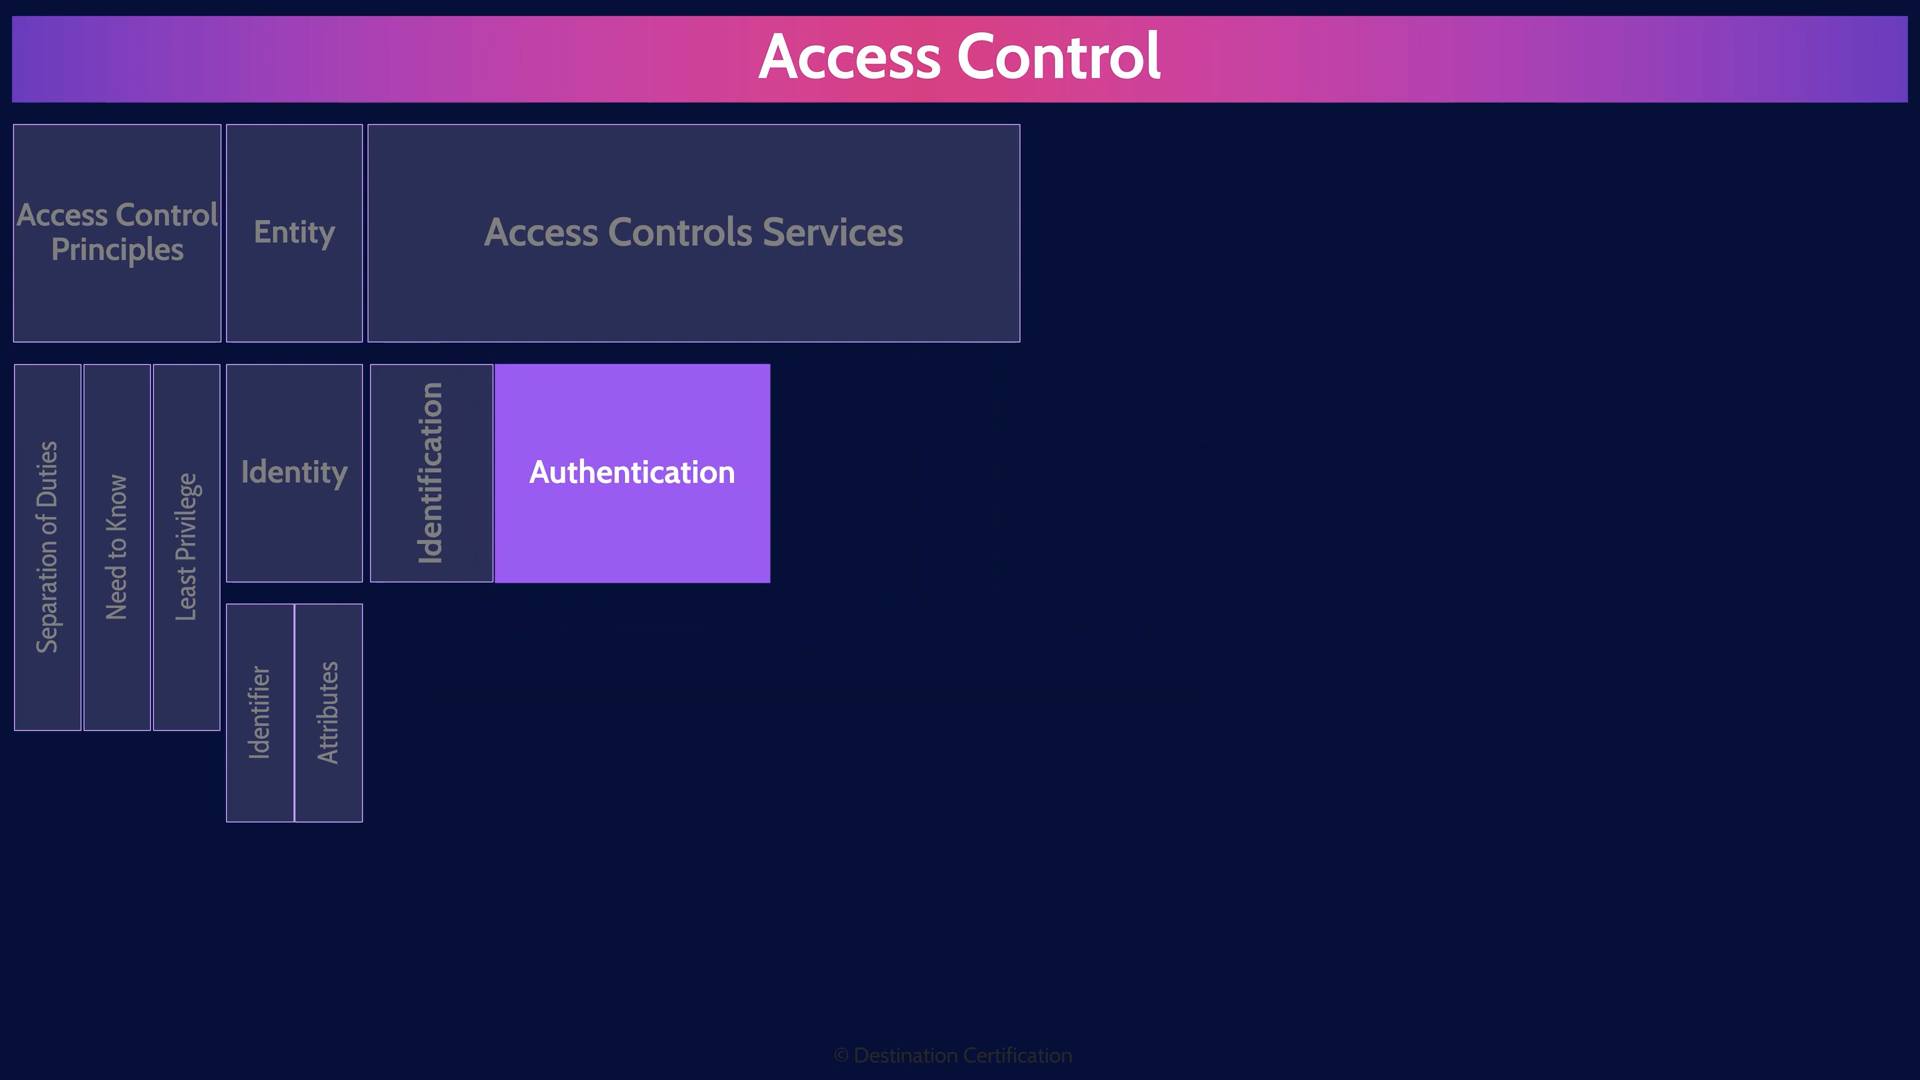 Access Control
Access Control
Principles
Entity
Access Controls Services
Separation of Duties
Need to Know
Least Privilege
Identity
Identification
Authentication
Identifier
Attributes
© Destination Certification